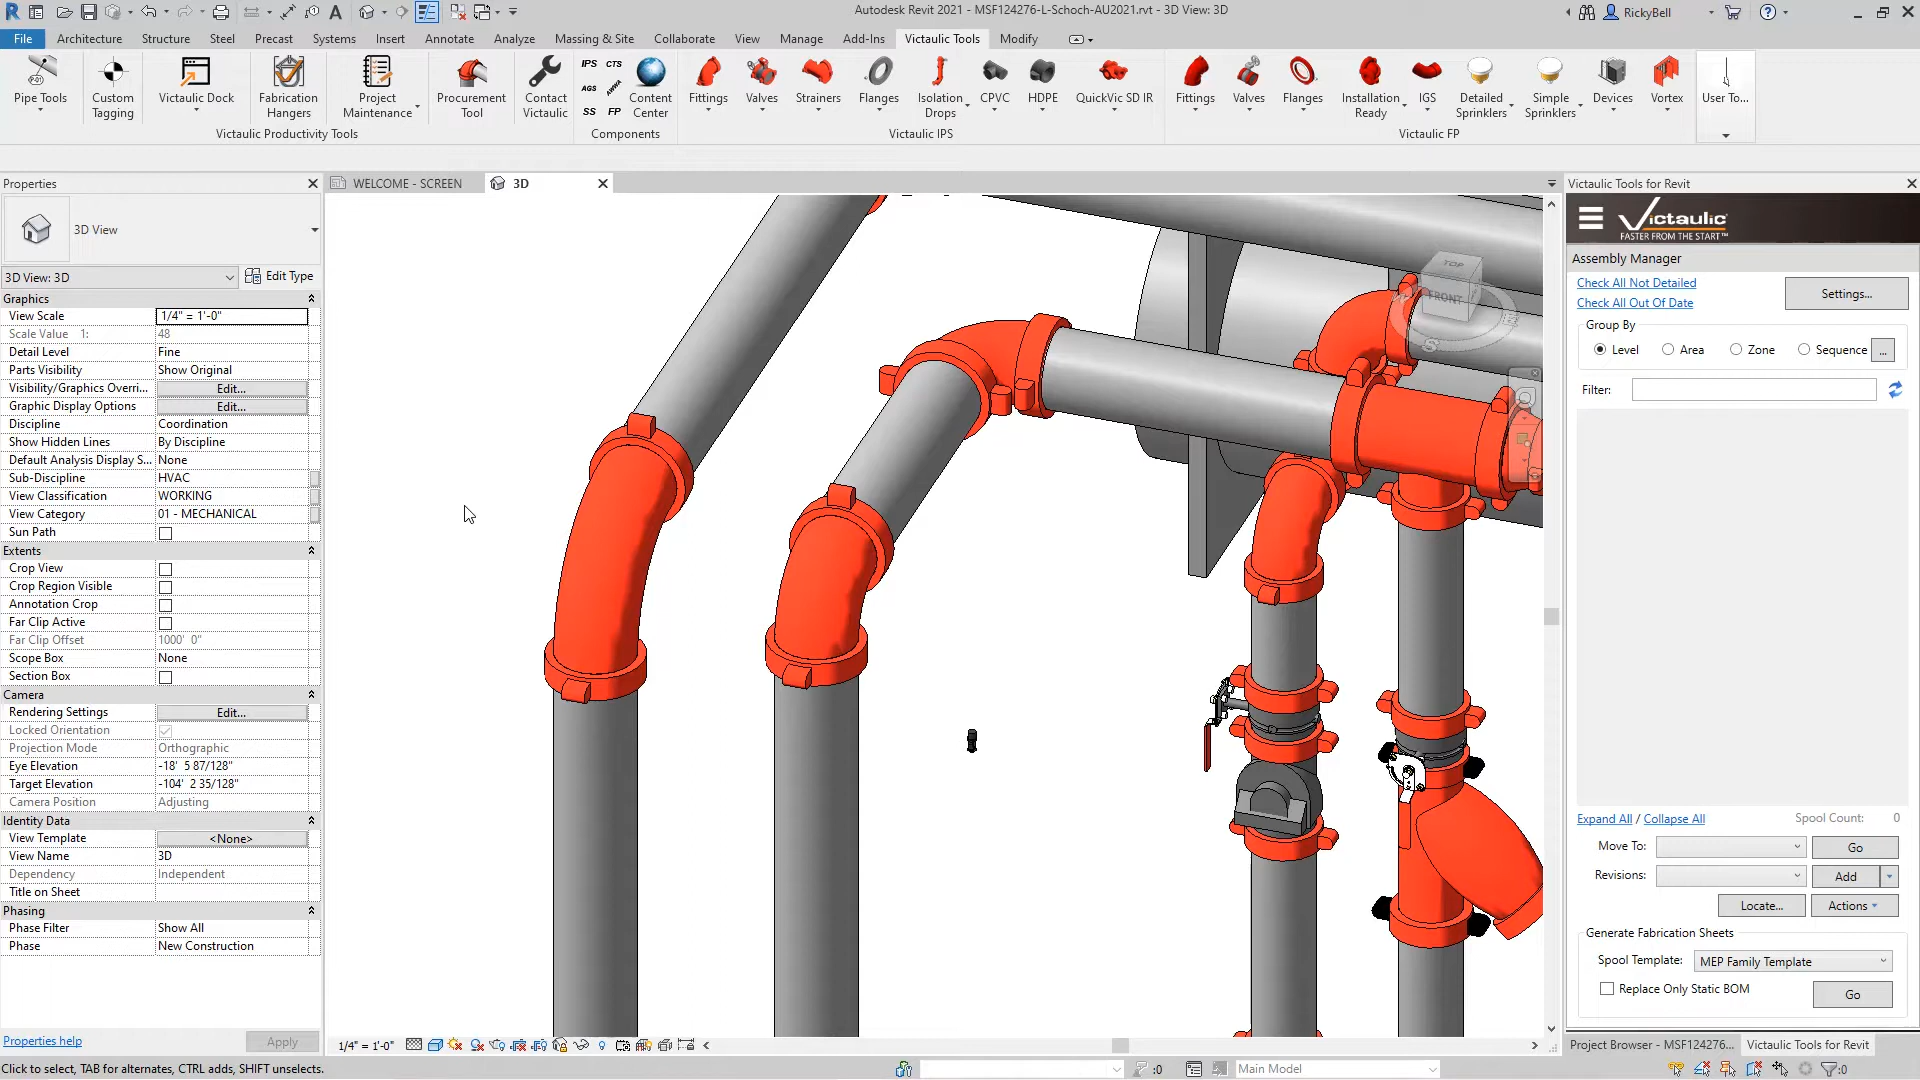 Autodesk Revit 2021 - MSF124276-L-Schoch-AU2021.rvt - 3D View: 3D
RickyBell
File Architecture Structure Steel Precast Systems Insert Annotate Analyze Massing & Site Collaborate View Manage Add-Ins Victaulic Tools Modify
Pipe Tools
Custom Tagging
Victaulic Dock
Fabrication Hangers
Project Maintenance
Procurement Tool
Contact Victaulic
IPS CTS
AGS AWWA
SS FP
Content Center
Fittings Valves Strainers Flanges Isolation Drops CPVC HDPE QuickVic SD IR
Fittings Valves Flanges Installation Ready IGS Detailed Sprinklers Simple Sprinklers Devices Vortex
User To...
Victaulic Productivity Tools Components Victaulic IPS Victaulic FP
Properties
3D View
3D View: 3D Edit Type
Graphics
View Scale 1/4" = 1'-0"
Scale Value 1: 48
Detail Level Fine
Parts Visibility Show Original
Visibility/Graphics Overri... Edit...
Graphic Display Options Edit...
Discipline Coordination
Show Hidden Lines By Discipline
Default Analysis Display S... None
Sub-Discipline HVAC
View Classification WORKING
View Category 01 - MECHANICAL
Sun Path
Extents
Crop View
Crop Region Visible
Annotation Crop
Far Clip Active
Far Clip Offset 1000' 0"
Scope Box None
Section Box
Camera
Rendering Settings Edit...
Locked Orientation
Projection Mode Orthographic
Eye Elevation -18' 5 87/128"
Target Elevation -104' 2 35/128"
Camera Position Adjusting
Identity Data
View Template <None>
View Name 3D
Dependency Independent
Title on Sheet
Phasing
Phase Filter Show All
Phase New Construction
Properties help Apply
WELCOME - SCREEN
3D
TOP
FRONT
S
1/4" = 1'-0"
Victaulic Tools for Revit
Victaulic
FASTER FROM THE START™
Assembly Manager
Check All Not Detailed
Check All Out Of Date
Settings...
Group By
Level Area Zone Sequence ...
Filter:
Expand All / Collapse All Spool Count: 0
Move To: Go
Revisions: Add
Locate... Actions
Generate Fabrication Sheets
Spool Template: MEP Family Template
Replace Only Static BOM Go
Project Browser - MSF124276... Victaulic Tools for Revit
Click to select, TAB for alternates, CTRL adds, SHIFT unselects.
:0
Main Model
:0